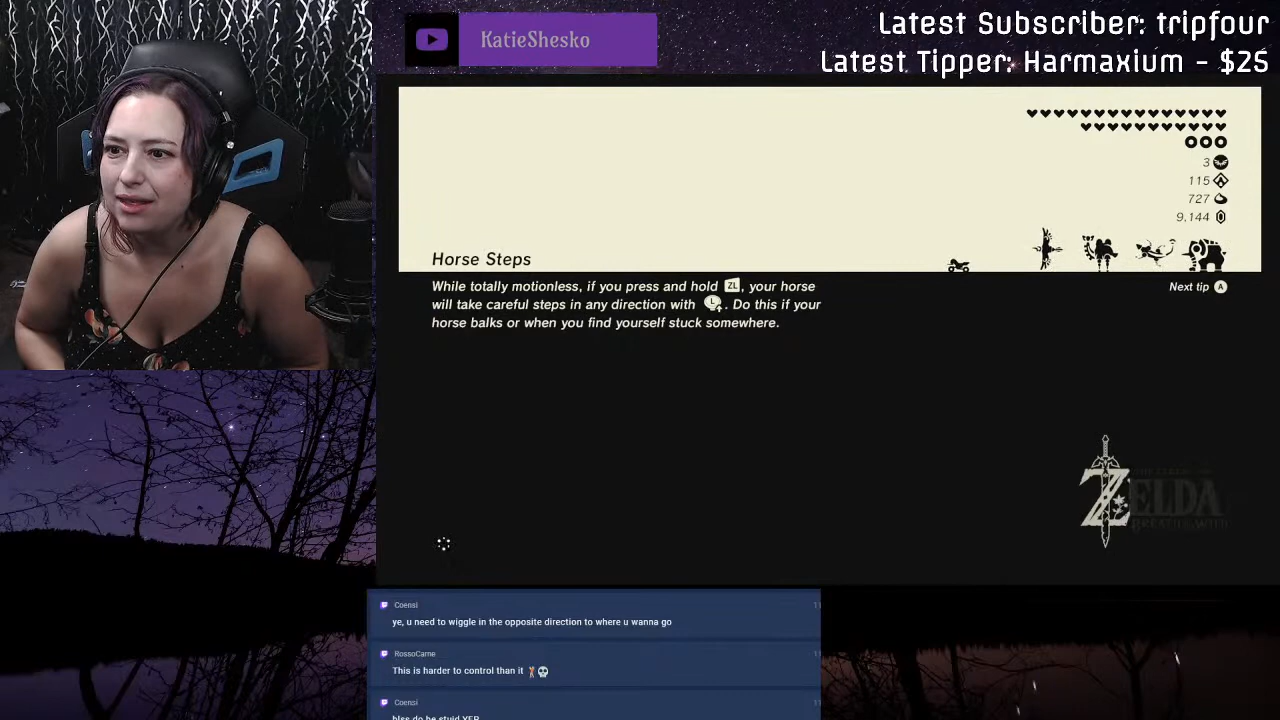 KatieShesko
Latest Subscriber: tripfour
Latest Tipper: Harmaxium - $25
3
115
727
9,144
Horse Steps
While totally motionless, if you press and hold ZL, your horse
will take careful steps in any direction with L. Do this if your
horse balks or when you find yourself stuck somewhere.
Next tip A
ZELDA
Coensi
ye, u need to wiggle in the opposite direction to where u wanna go
RossoCarne
This is harder to control than it
Coensi